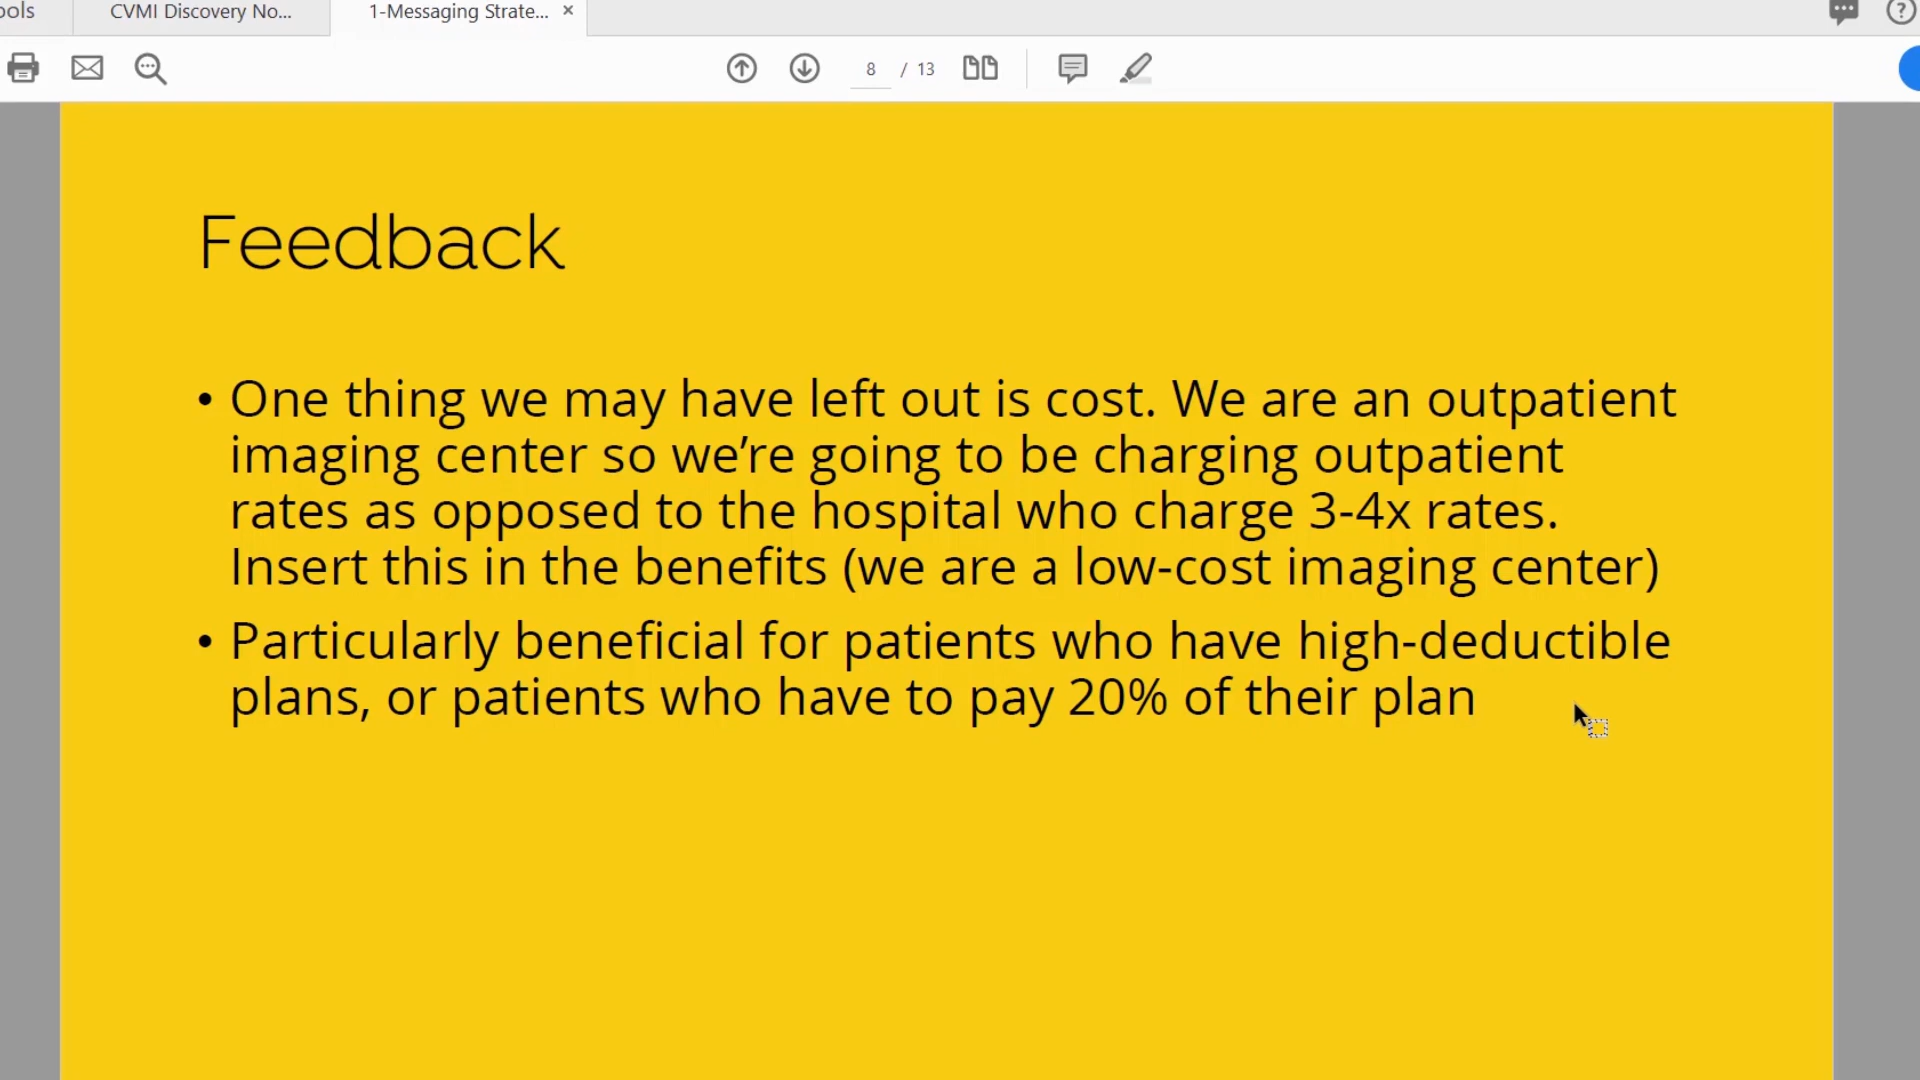 ools
CVMI Discovery No...
1-Messaging Strate... ×
?
8 / 13
Feedback
• One thing we may have left out is cost. We are an outpatient
imaging center so we’re going to be charging outpatient
rates as opposed to the hospital who charge 3-4x rates.
Insert this in the benefits (we are a low-cost imaging center)
• Particularly beneficial for patients who have high-deductible
plans, or patients who have to pay 20% of their plan